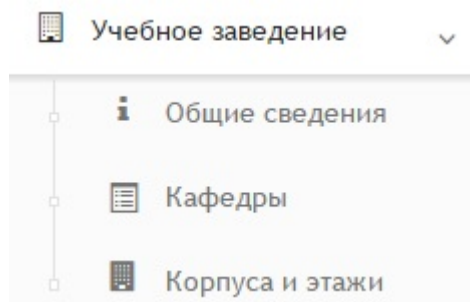 Учебное заведение
Общие сведения
Кафедры
Корпуса и этажи